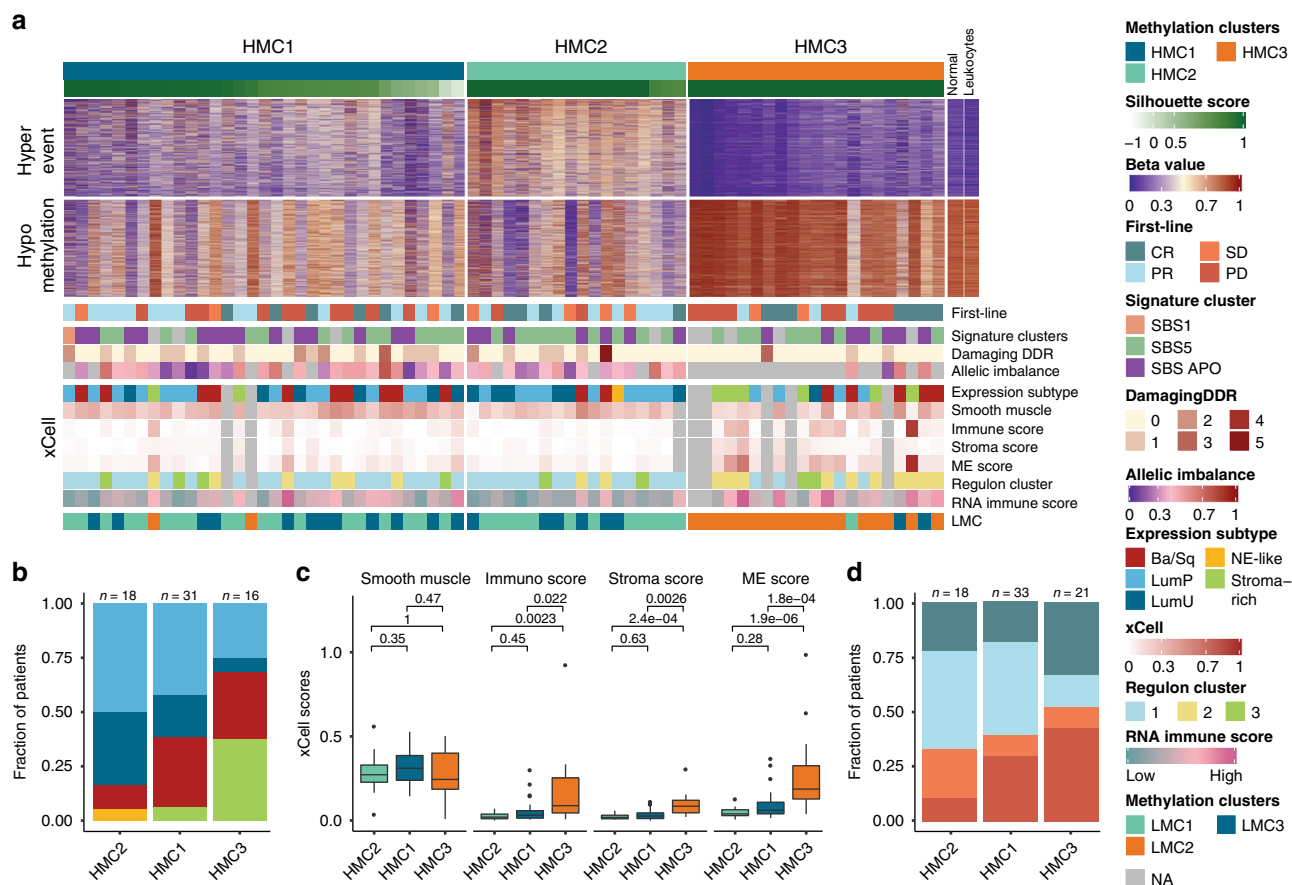 a
HMC1
HMC2
HMC3
Normal
Leukocytes
Hyper
event
Hypo
methylation
First-line
Signature clusters
Damaging DDR
Allelic imbalance
Expression subtype
Smooth muscle
Immune score
Stroma score
ME score
Regulon cluster
RNA immune score
LMC
xCell
Methylation clusters
HMC1 HMC3
HMC2
Silhouette score
−1 0 0.5 1
Beta value
0 0.3 0.7 1
First-line
CR SD
PR PD
Signature cluster
SBS1
SBS5
SBS APO
DamagingDDR
0 2 4
1 3 5
Allelic imbalance
0 0.3 0.7 1
Expression subtype
Ba/Sq NE-like
LumP Stroma−
LumU rich
xCell
0 0.3 0.7 1
Regulon cluster
1 2 3
RNA immune score
Low High
Methylation clusters
LMC1 LMC3
LMC2
NA
b
n = 18 n = 31 n = 16
1.00
0.75
0.50
0.25
0.00
Fraction of patients
HMC2 HMC1 HMC3
c
Smooth muscle Immuno score Stroma score ME score
0.47 0.022 0.0026 1.8e−04
1 0.0023 2.4e−04 1.9e−06
0.35 0.45 0.63 0.28
1.0
0.5
0.0
xCell scores
HMC2 HMC1 HMC3 HMC2 HMC1 HMC3 HMC2 HMC1 HMC3 HMC2 HMC1 HMC3
d
n = 18 n = 33 n = 21
1.00
0.75
0.50
0.25
0.00
Fraction of patients
HMC2 HMC1 HMC3